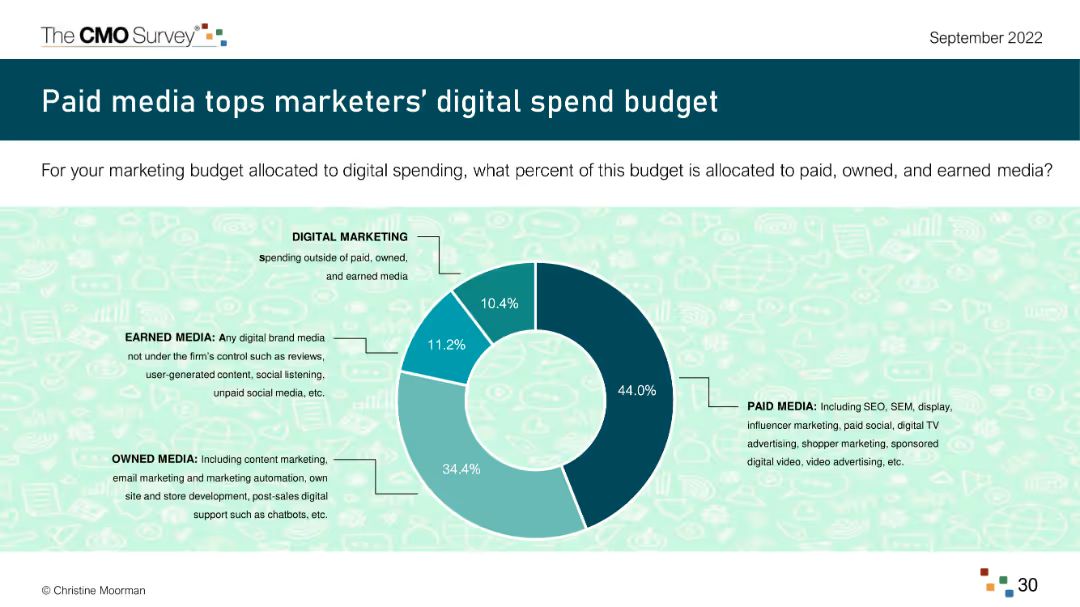 The CMO Survey®
September 2022
Paid media tops marketers' digital spend budget
For your marketing budget allocated to digital spending, what percent of this budget is allocated to paid, owned, and earned media?
DIGITAL MARKETING
spending outside of paid, owned,
and earned media
10.4%
EARNED MEDIA: Any digital brand media
not under the firm's control such as reviews,
user-generated content, social listening,
unpaid social media, etc.
11.2%
44.0%
PAID MEDIA: Including SEO, SEM, display,
influencer marketing, paid social, digital TV
advertising, shopper marketing, sponsored
digital video, video advertising, etc.
OWNED MEDIA: Including content marketing,
email marketing and marketing automation, own
site and store development, post-sales digital
support such as chatbots, etc.
34.4%
© Christine Moorman
30